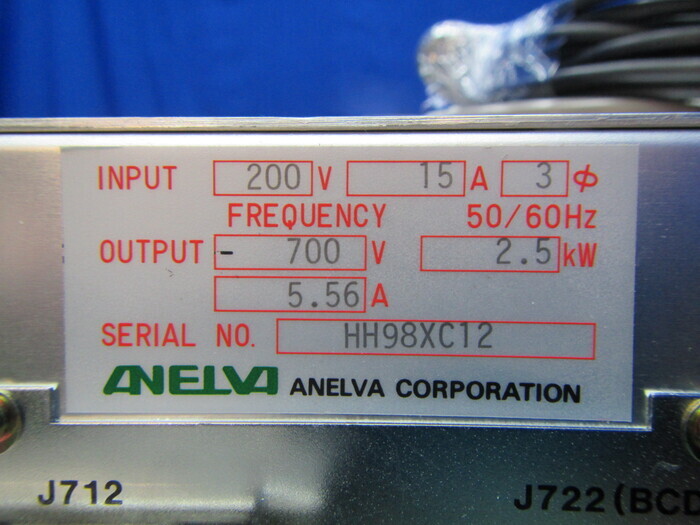 INPUT 200 V 15 A 3 ϕ
FREQUENCY 50/60Hz
OUTPUT - 700 V 2.5 kW
5.56 A
SERIAL NO. HH98XC12
ANELVA ANELVA CORPORATION
J712 J722(BCD